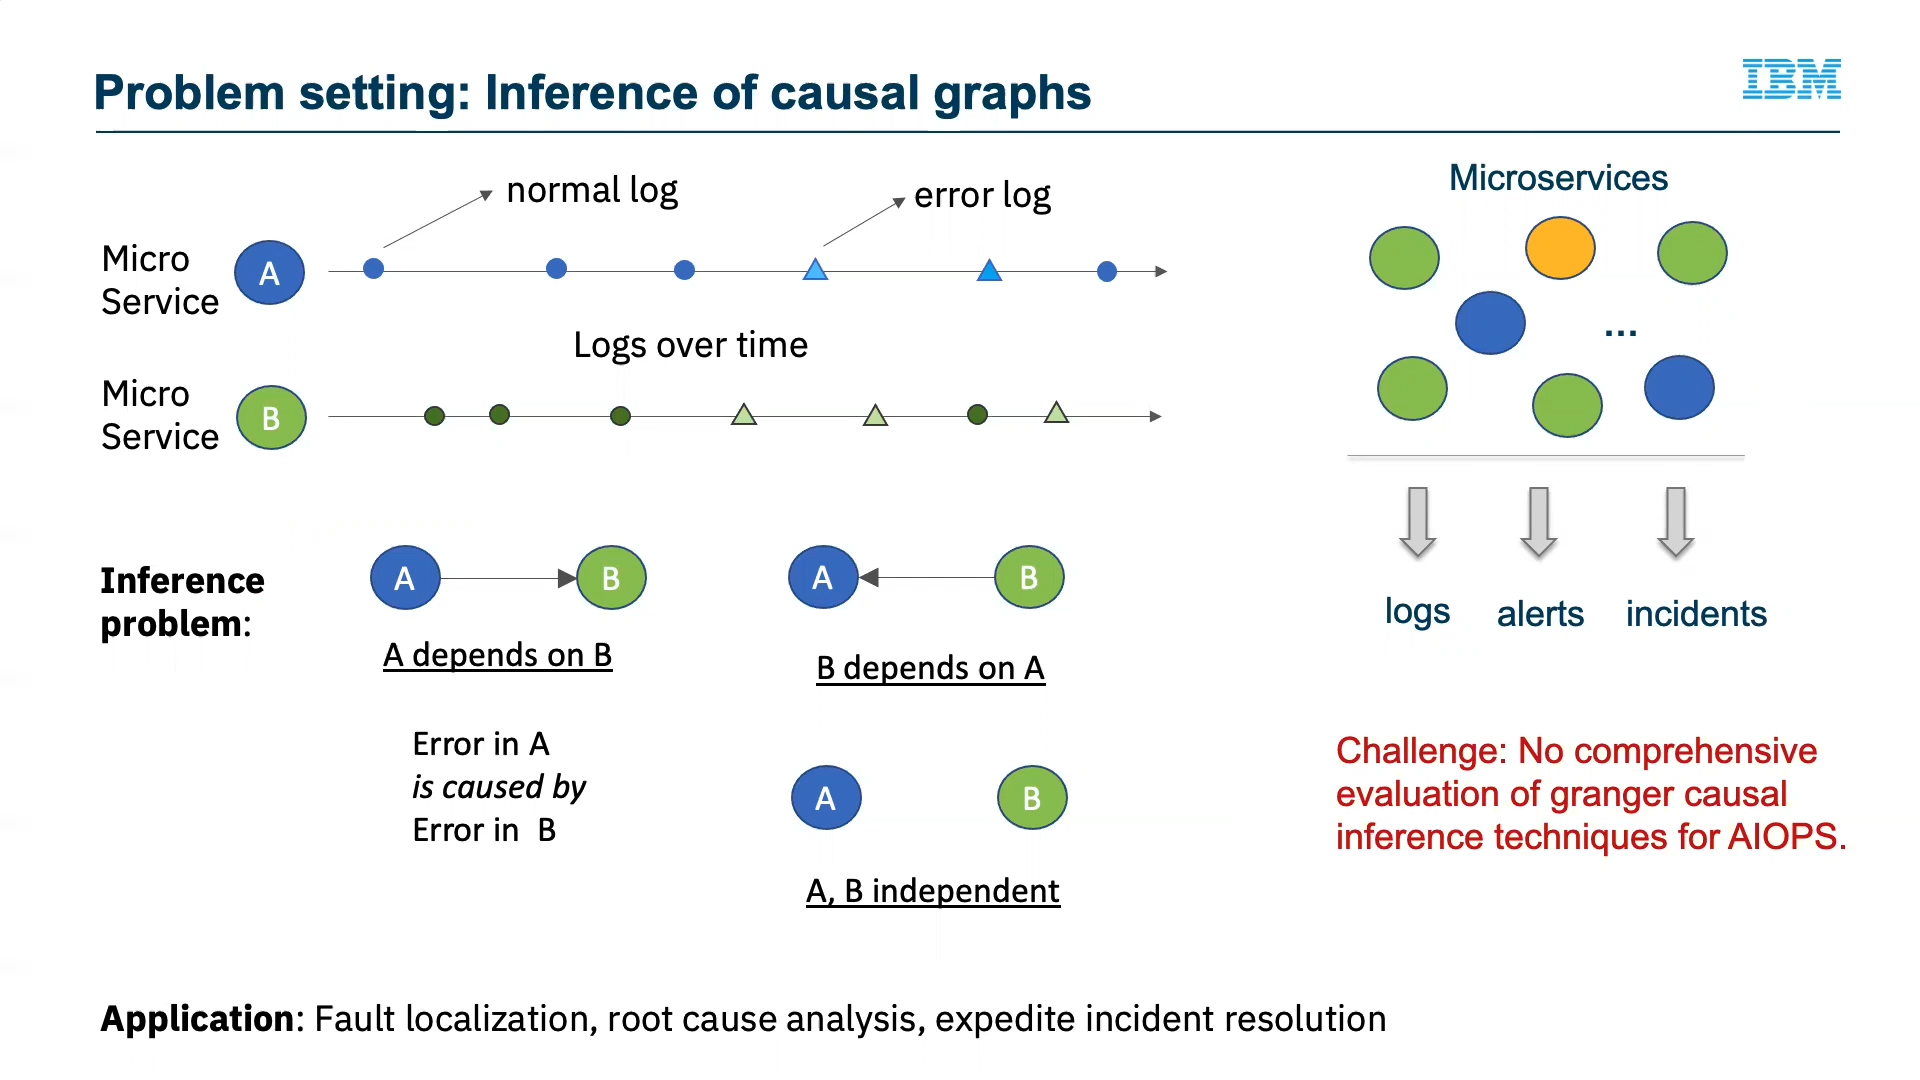 Problem setting: Inference of causal graphs
IBM
normal log
error log
Micro
Service
A
Logs over time
Micro
Service
B
Microservices
...
logs
alerts
incidents
Inference
problem:
A
B
A depends on B
A
B
B depends on A
Error in A
is caused by
Error in B
A
B
A, B independent
Challenge: No comprehensive
evaluation of granger causal
inference techniques for AIOPS.
Application: Fault localization, root cause analysis, expedite incident resolution